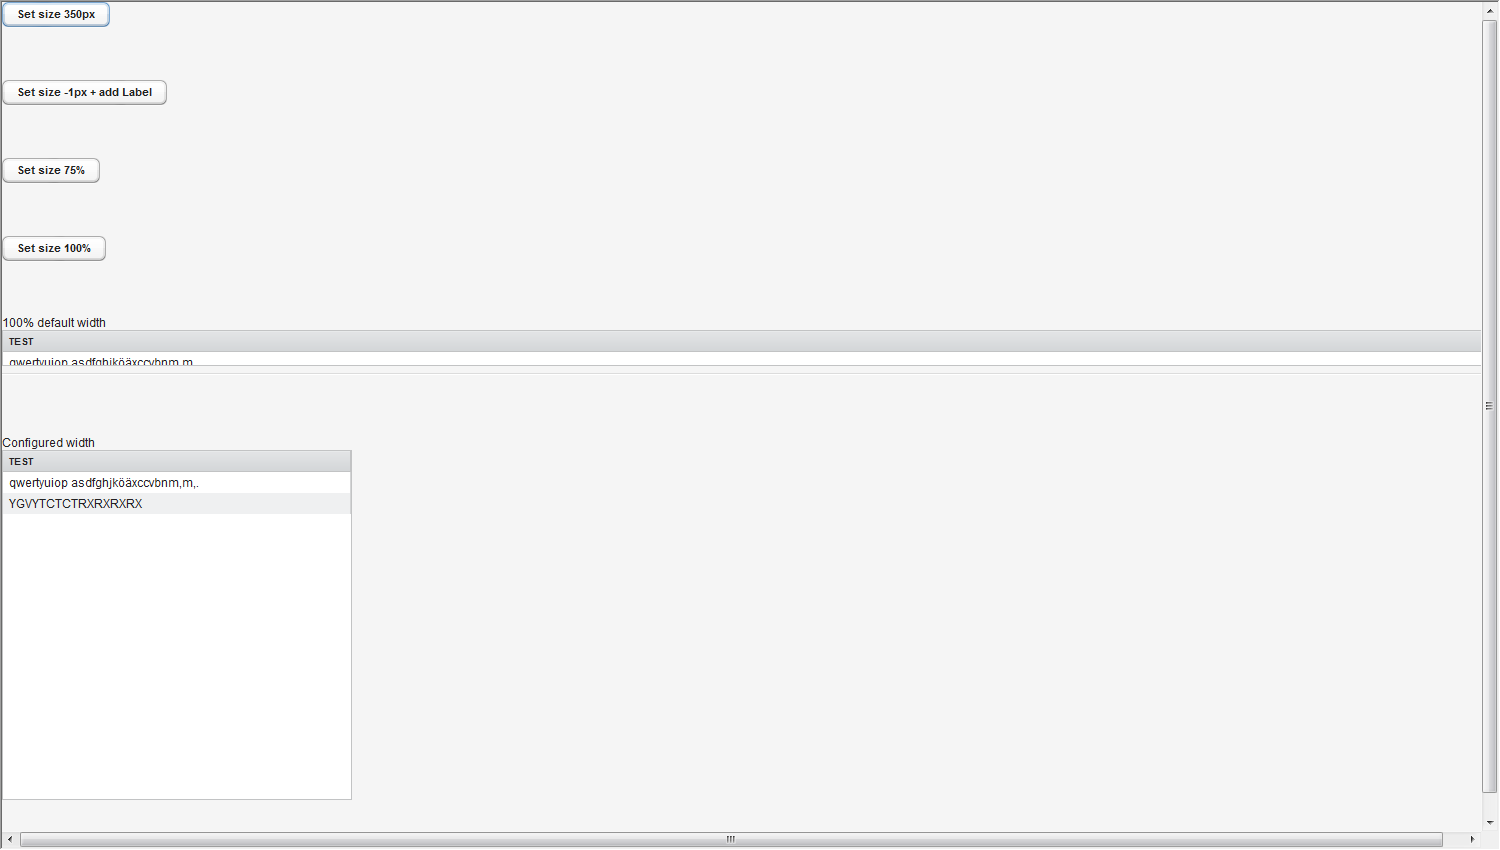 Set size 350px
Set size -1px + add Label
Set size 75%
Set size 100%
100% default width
TEST
qwertyuiop asdfghjköäxccvbnm,m,.
Configured width
TEST
qwertyuiop asdfghjköäxccvbnm,m,.
YGVYTCTCTRXRXRXRX